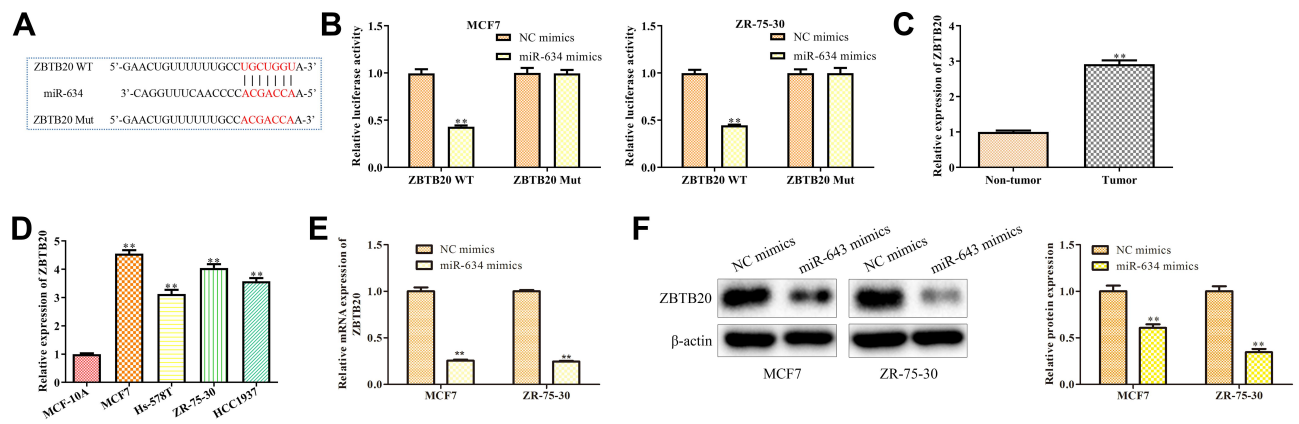 A
ZBTB20 WT 5'-GAACUGUUUUUUGCCUGCUGGUA-3'
miR-634 3'-CAGGUUUCAACCCCACGACCAA-5'
ZBTB20 Mut 5'-GAACUGUUUUUUGCCACGACCAA-3'
B
MCF7
NC mimics
miR-634 mimics
Relative luciferase activity
1.5
1.0
0.5
0.0
**
ZBTB20 WT ZBTB20 Mut
ZR-75-30
NC mimics
miR-634 mimics
Relative luciferase activity
1.5
1.0
0.5
0.0
**
ZBTB20 WT ZBTB20 Mut
C
Relative expression of ZBTB20
4
3
2
1
0
**
Non-tumor Tumor
D
Relative expression of ZBTB20
5
4
3
2
1
0
**
**
**
**
MCF-10A MCF7 Hs-578T ZR-75-30 HCC1937
E
Relative mRNA expression of
ZBTB20
1.5
1.0
0.5
0.0
NC mimics
miR-634 mimics
**
**
MCF7 ZR-75-30
F
NC mimics miR-643 mimics NC mimics miR-643 mimics
ZBTB20
β-actin
MCF7 ZR-75-30
Relative protein expression
1.5
1.0
0.5
0.0
NC mimics
miR-634 mimics
**
**
MCF7 ZR-75-30